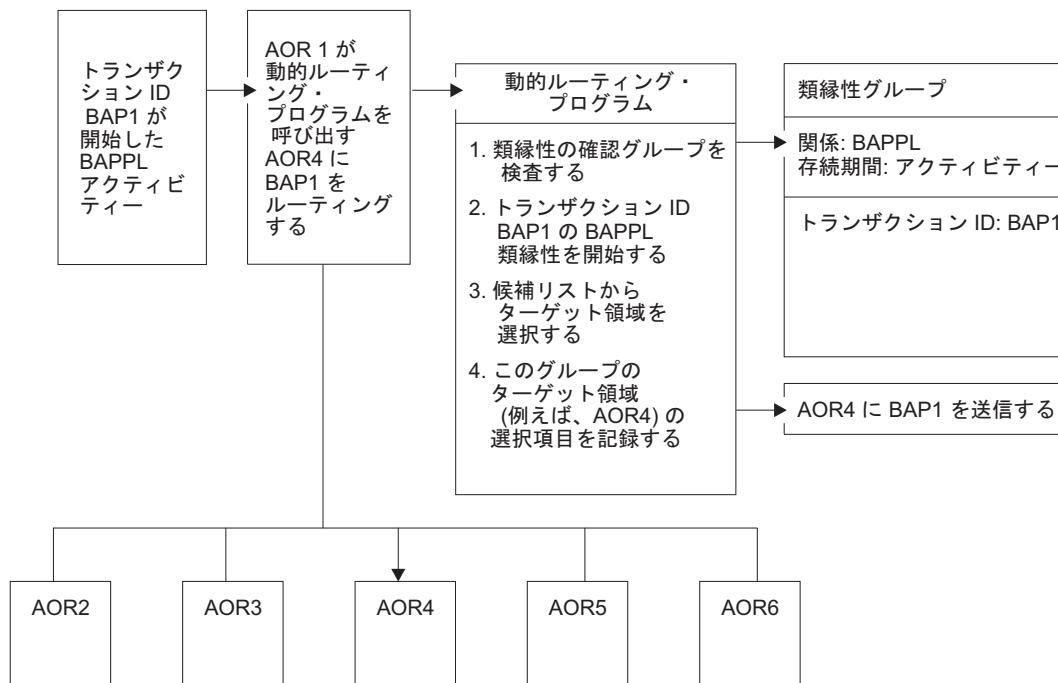 トランザク
ション ID
BAP1 が
開始した
BAPPL
アクティビ
ティー
AOR 1 が
動的ルーティ
ング・
プログラムを
呼び出す
AOR4 に
BAP1 を
ルーティング
する
動的ルーティング・
プログラム
1. 類縁性の確認グループを
検査する
2. トランザクション ID
BAP1 の BAPPL
類縁性を開始する
3. 候補リストから
ターゲット領域を
選択する
4. このグループの
ターゲット領域
(例えば、AOR4) の
選択項目を記録する
類縁性グループ
関係: BAPPL
存続期間: アクティビティー
トランザクション ID: BAP1
AOR4 に BAP1 を送信する
AOR2
AOR3
AOR4
AOR5
AOR6